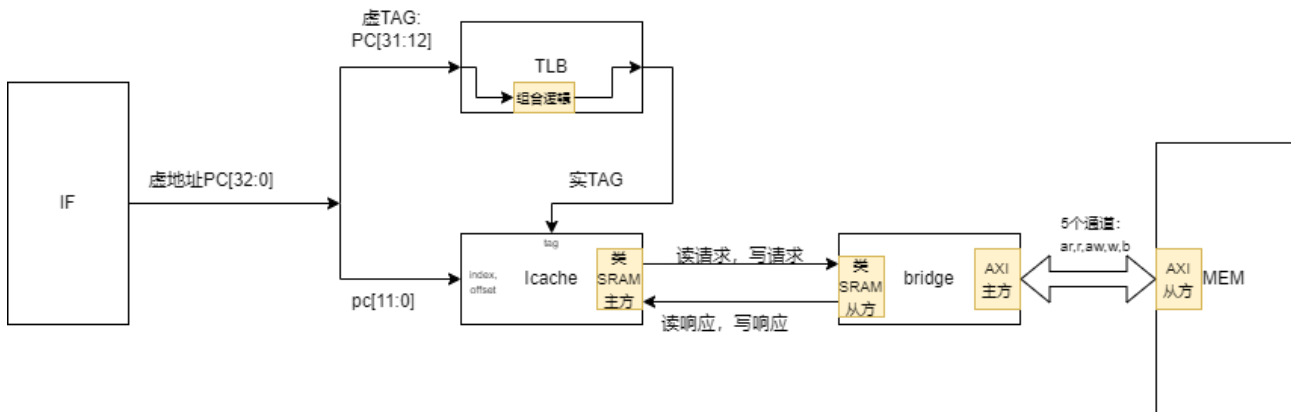 虚TAG:
PC[31:12]
TLB
组合逻辑
IF
虚地址PC[32:0]
实TAG
tag
index,
offset
Icache
类
SRAM
主方
pc[11:0]
读请求，写请求
读响应，写响应
类
SRAM
从方
bridge
AXI
主方
5个通道：
ar,r,aw,w,b
AXI
从方
MEM